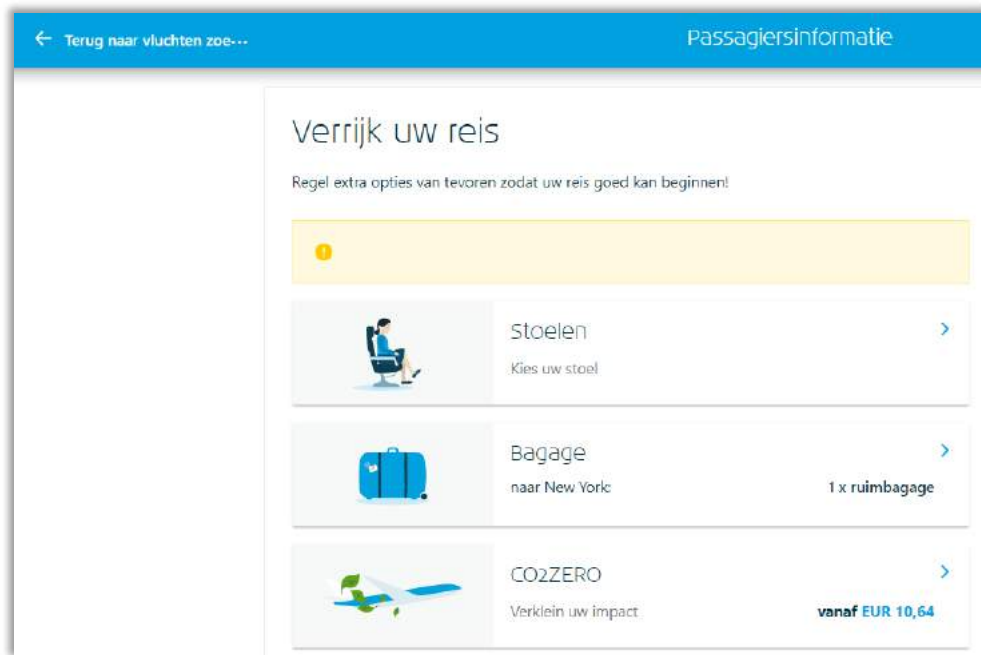 Terug naar vluchten zoe---
Passagiersinformatie
Verrijk uw reis
Regel extra opties van tevoren zodat uw reis goed kan beginnen!
Stoelen
Kies uw stoel
Bagage
naar New York:
1 x ruimbagage
CO2ZERO
Verklein uw impact
vanaf EUR 10,64